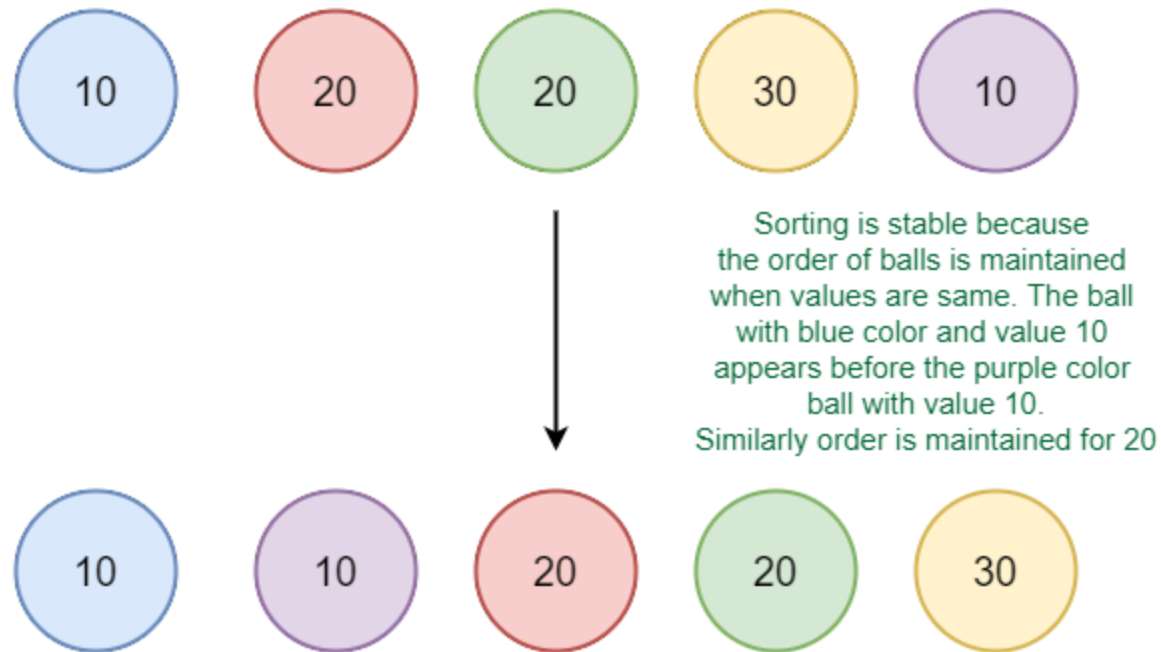 10 20 20 30 10
Sorting is stable because
the order of balls is maintained
when values are same. The ball
with blue color and value 10
appears before the purple color
ball with value 10.
Similarly order is maintained for 20
10 10 20 20 30